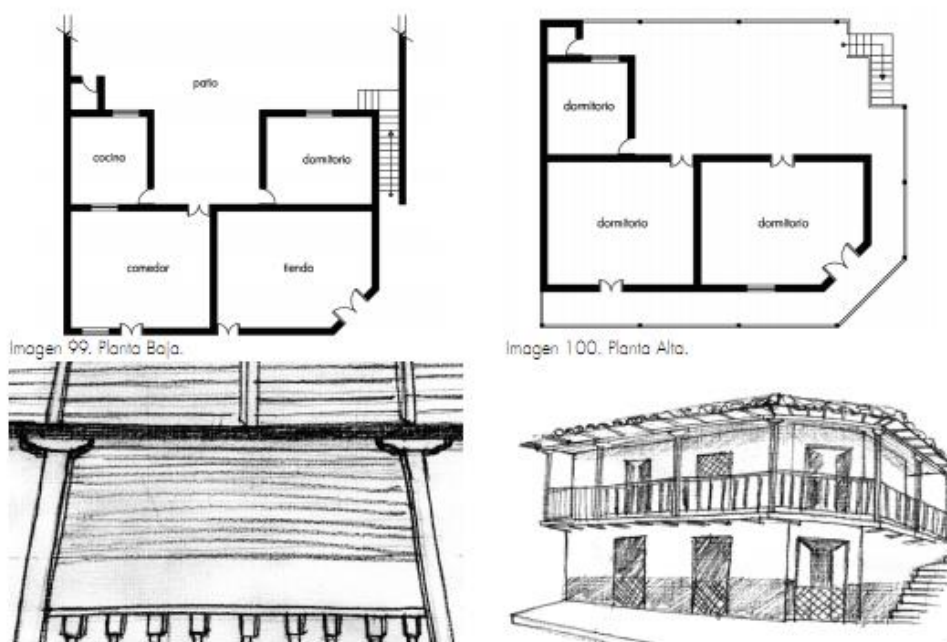 patio
cocina
dormitorio
comedor
tienda
Imagen 99. Planta Baja.
dormitorio
dormitorio
dormitorio
Imagen 100. Planta Alta.